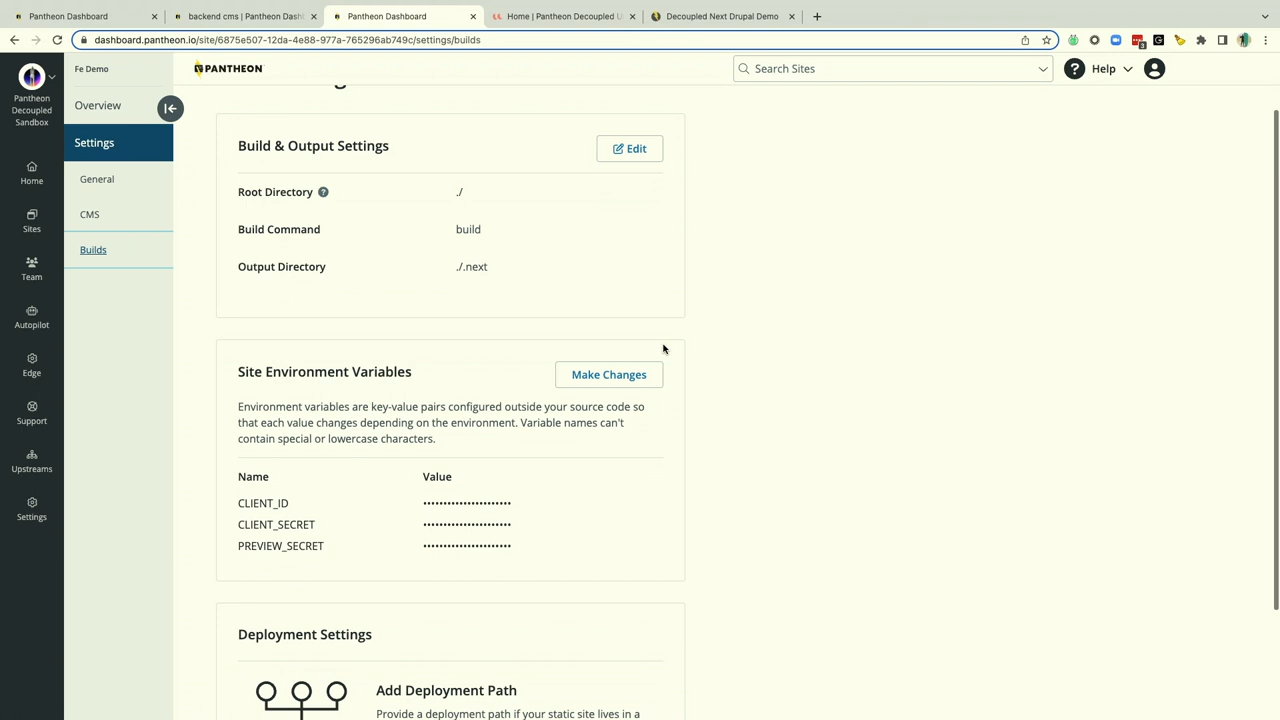 Pantheon Dashboard
backend cms | Pantheon Dash
Pantheon Dashboard
Home | Pantheon Decoupled U
Decoupled Next Drupal Demo
dashboard.pantheon.io/site/6875e507-12da-4e88-977a-765296ab749c/settings/builds
3
Pantheon
Decoupled
Sandbox
Home
Sites
Team
Autopilot
Edge
Support
Upstreams
Settings
Fe Demo
Overview
Settings
General
CMS
Builds
PANTHEON
Search Sites
? Help
Build & Output Settings
Edit
Root Directory ? ./
Build Command build
Output Directory ./.next
Site Environment Variables
Make Changes
Environment variables are key-value pairs configured outside your source code so
that each value changes depending on the environment. Variable names can't
contain special or lowercase characters.
Name Value
CLIENT_ID ••••••••••••••••••••••
CLIENT_SECRET ••••••••••••••••••••••
PREVIEW_SECRET ••••••••••••••••••••••
Deployment Settings
Add Deployment Path
Provide a deployment path if your static site lives in a